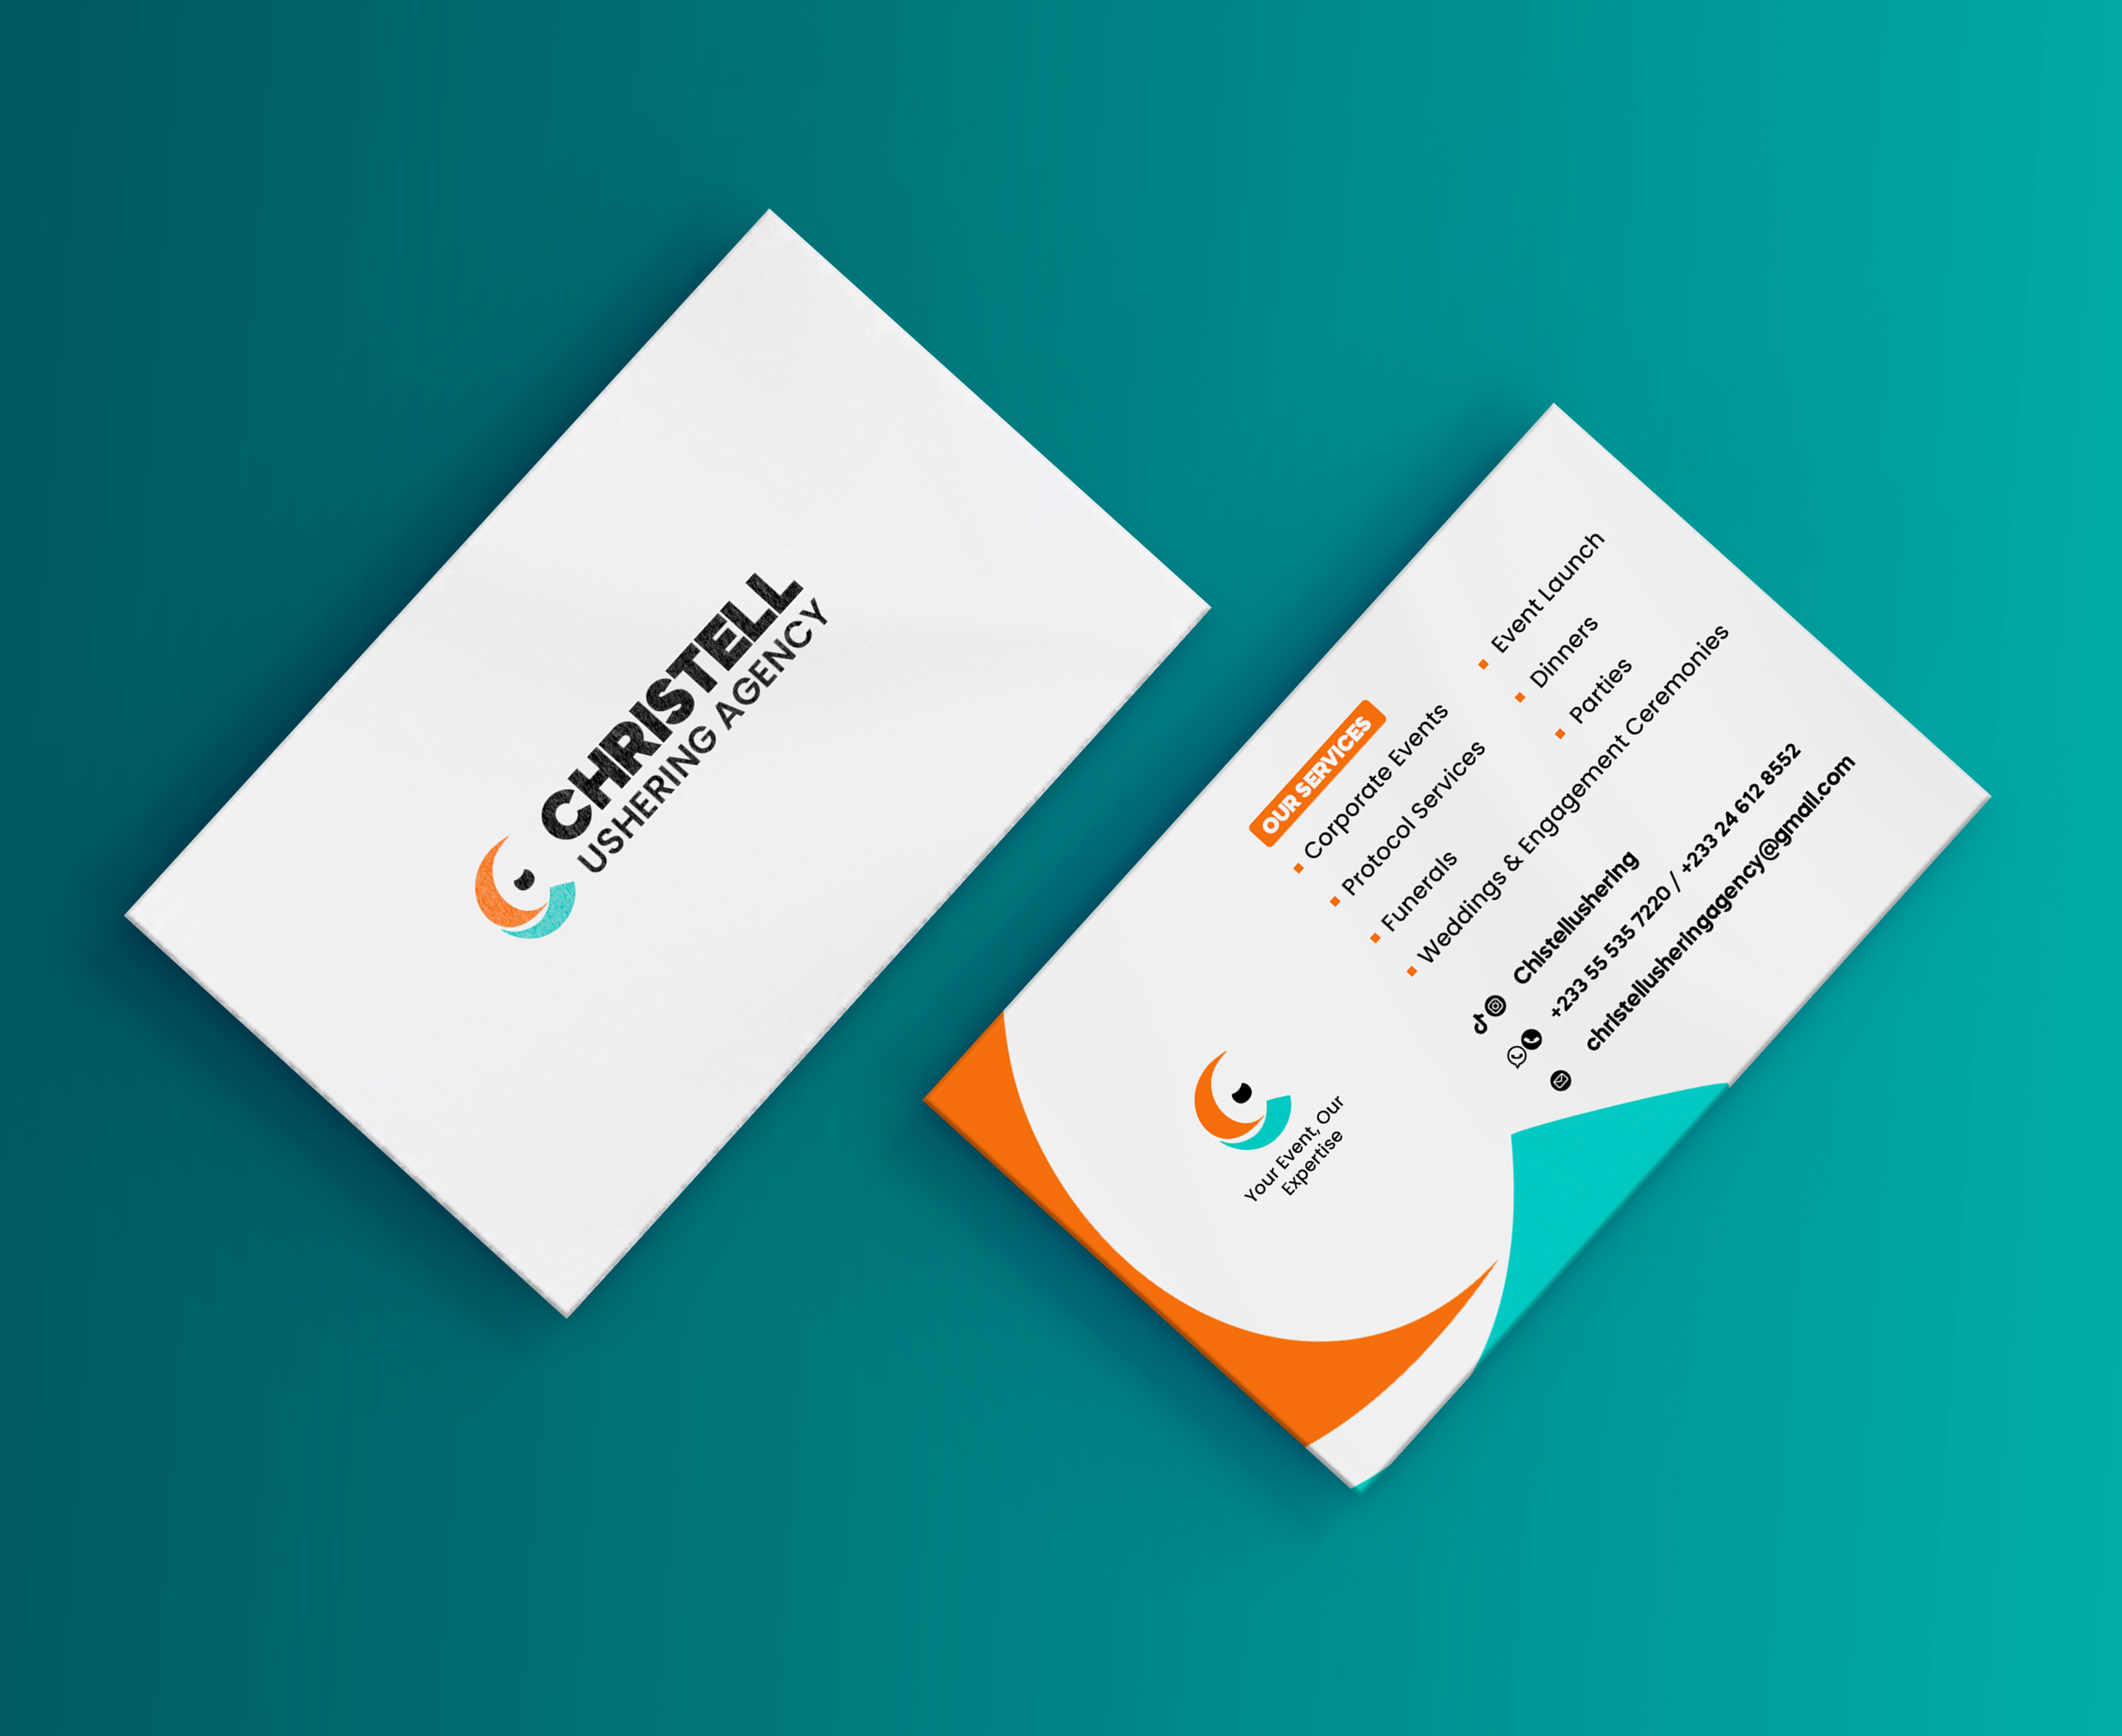 CHRISTELL
USHERING AGENCY
OUR SERVICES
Corporate Events
Event Launch
Protocol Services
Dinners
Funerals
Parties
Weddings & Engagement Ceremonies
Chistellushering
+233 55 535 7220 / +233 24 612 8552
christellusheringagency@gmail.com
Your Event, Our
Expertise